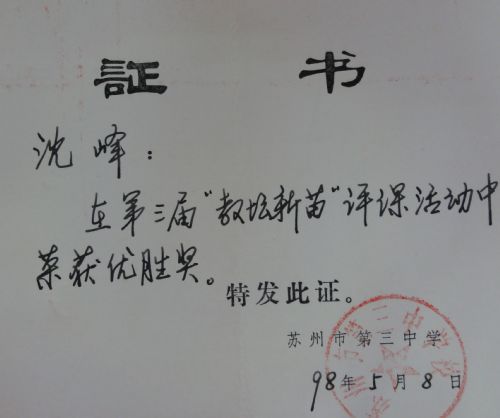 証 书
沈峰：
在第三届“教坛新苗”评课活动中
荣获优胜奖。
特发此证。
苏州市第三中学
98年5月8日